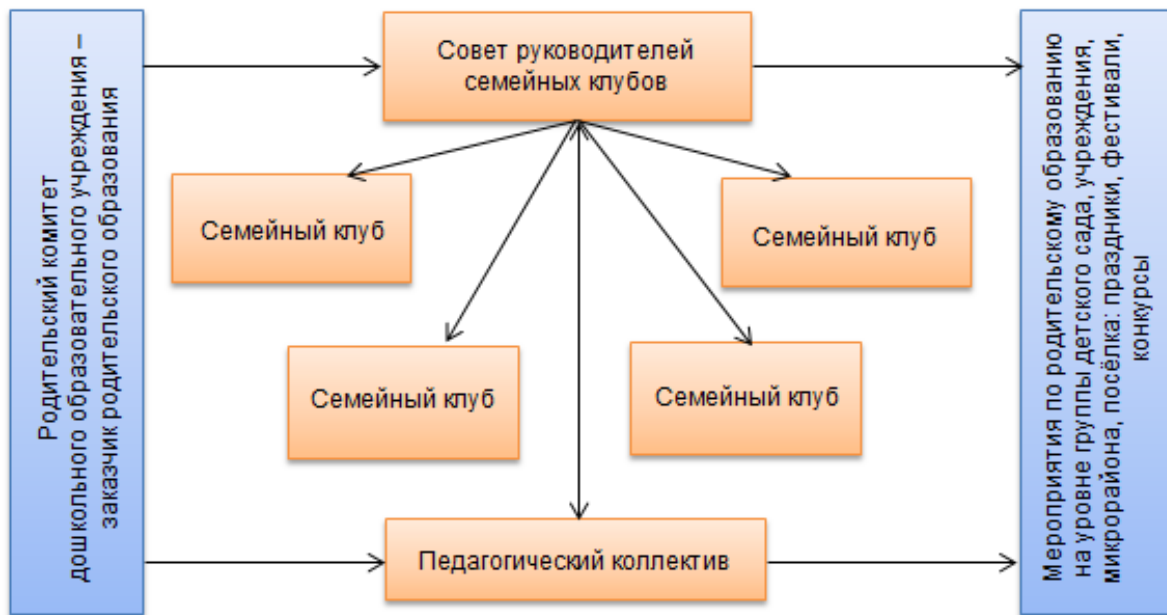 Родительский комитет
дошкольного образовательного учреждения –
заказчик родительского образования
Совет руководителей
семейных клубов
Семейный клуб
Семейный клуб
Семейный клуб
Семейный клуб
Педагогический коллектив
Мероприятия по родительскому образованию
на уровне группы детского сада, учреждения,
микрорайона, посёлка: праздники, фестивали,
конкурсы